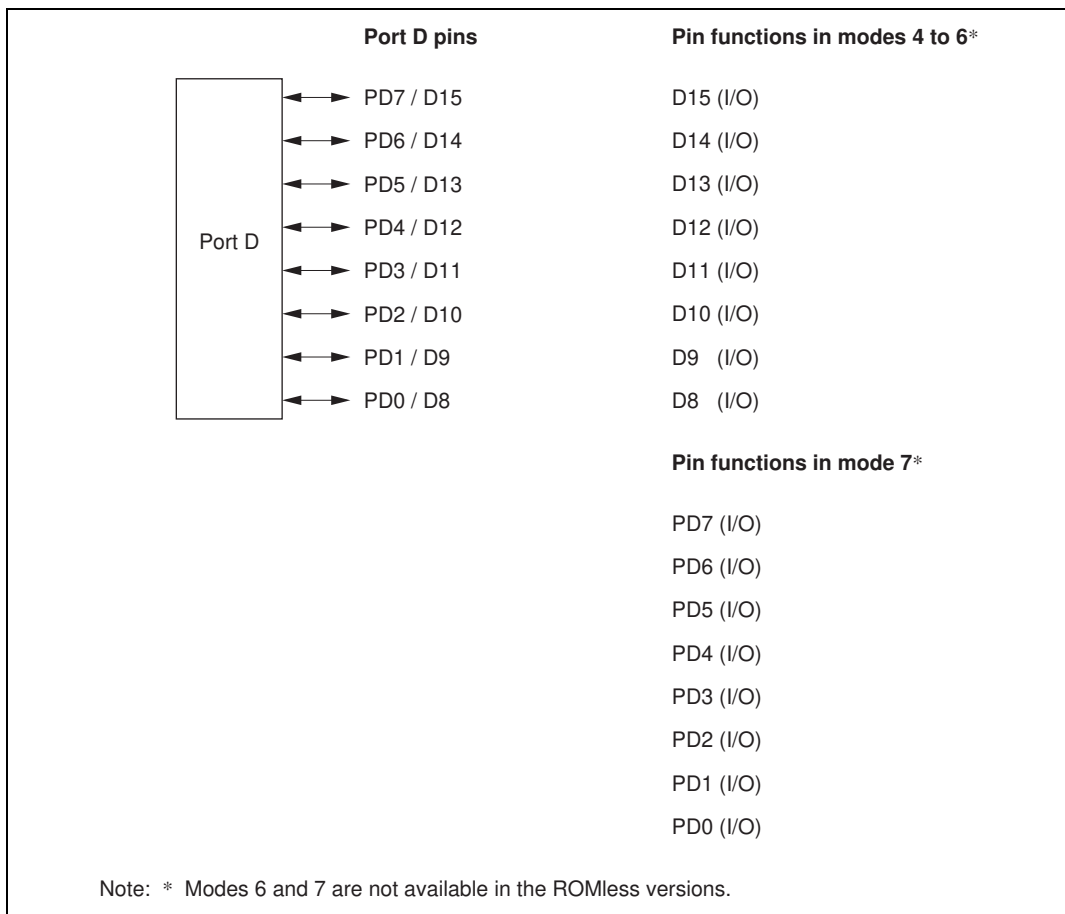 Port D pins Pin functions in modes 4 to 6*
PD7 / D15 D15 (I/O)
PD6 / D14 D14 (I/O)
PD5 / D13 D13 (I/O)
PD4 / D12 D12 (I/O)
Port D
PD3 / D11 D11 (I/O)
PD2 / D10 D10 (I/O)
PD1 / D9 D9 (I/O)
PD0 / D8 D8 (I/O)
Pin functions in mode 7*
PD7 (I/O)
PD6 (I/O)
PD5 (I/O)
PD4 (I/O)
PD3 (I/O)
PD2 (I/O)
PD1 (I/O)
PD0 (I/O)
Note: * Modes 6 and 7 are not available in the ROMless versions.